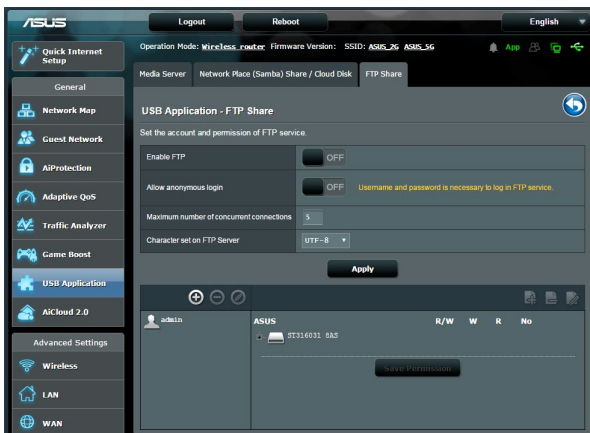 ASUS Logout Reboot English
Quick Internet Setup
Operation Mode: Wireless router Firmware Version: SSID: ASUS_2G ASUS_5G App
Media Server Network Place (Samba) Share / Cloud Disk FTP Share
General
Network Map
Guest Network
AiProtection
Adaptive QoS
Traffic Analyzer
Game Boost
USB Application
AiCloud 2.0
Advanced Settings
Wireless
LAN
WAN
USB Application - FTP Share
Set the account and permission of FTP service.
Enable FTP OFF
Allow anonymous login OFF Username and password is necessary to log in FTP service.
Maximum number of concurrent connections 5
Character set on FTP Server UTF-8
Apply
admin
ASUS R/W W R No
ST316031 8AS
Save Permission